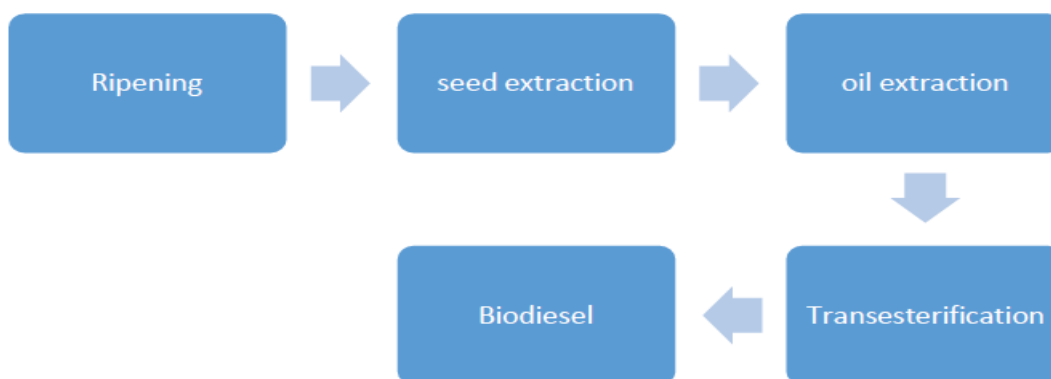 Ripening
seed extraction
oil extraction
Transesterification
Biodiesel